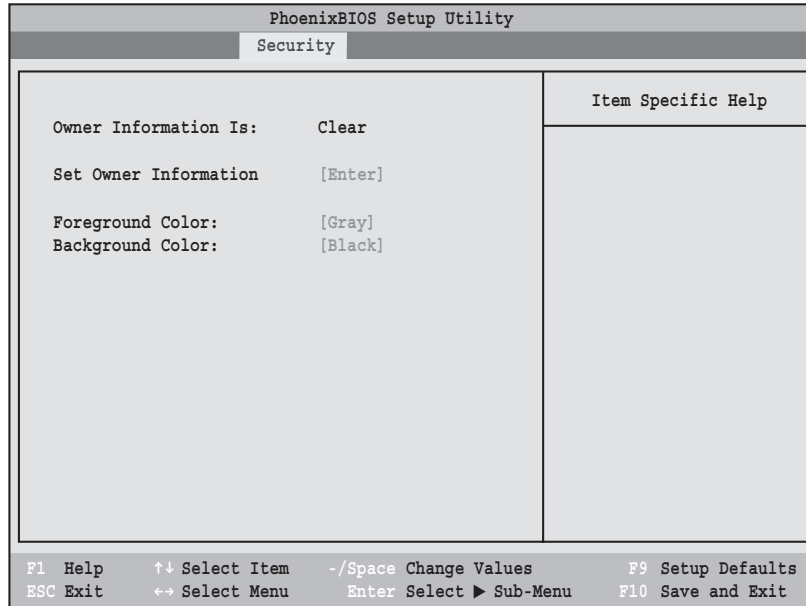 PhoenixBIOS Setup Utility
Security
Item Specific Help
Owner Information Is: Clear
Set Owner Information [Enter]
Foreground Color: [Gray]
Background Color: [Black]
F1 Help ↑↓ Select Item -/Space Change Values F9 Setup Defaults
ESC Exit ←→ Select Menu Enter Select ▶ Sub-Menu F10 Save and Exit